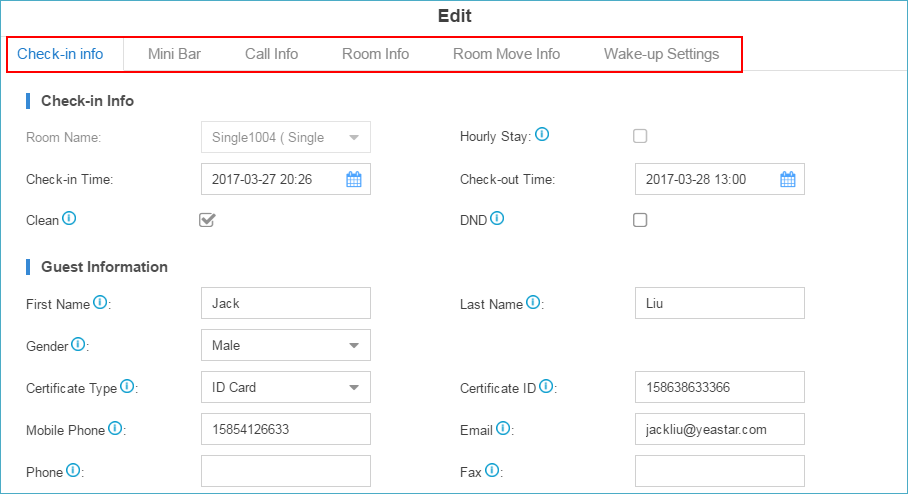 Edit
Check-in info Mini Bar Call Info Room Info Room Move Info Wake-up Settings
Check-in Info
Room Name: Single1004 ( Single Hourly Stay:
Check-in Time: 2017-03-27 20:26 Check-out Time: 2017-03-28 13:00
Clean DND
Guest Information
First Name : Jack Last Name : Liu
Gender : Male
Certificate Type : ID Card Certificate ID : 158638633366
Mobile Phone : 15854126633 Email : jackliu@yeastar.com
Phone : Fax :